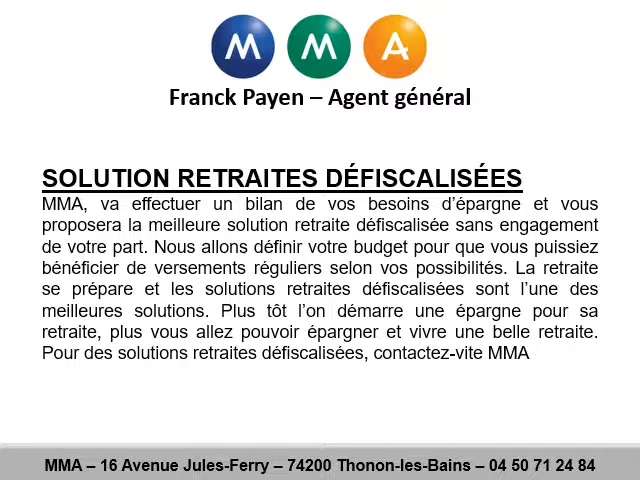 MMA
Franck Payen – Agent général
SOLUTION RETRAITES DÉFISCALISÉES
MMA, va effectuer un bilan de vos besoins d’épargne et vous
proposera la meilleure solution retraite défiscalisée sans engagement
de votre part. Nous allons définir votre budget pour que vous puissiez
bénéficier de versements réguliers selon vos possibilités. La retraite
se prépare et les solutions retraites défiscalisées sont l’une des
meilleures solutions. Plus tôt l’on démarre une épargne pour sa
retraite, plus vous allez pouvoir épargner et vivre une belle retraite.
Pour des solutions retraites défiscalisées, contactez-vite MMA
MMA – 16 Avenue Jules-Ferry – 74200 Thonon-les-Bains – 04 50 71 24 84